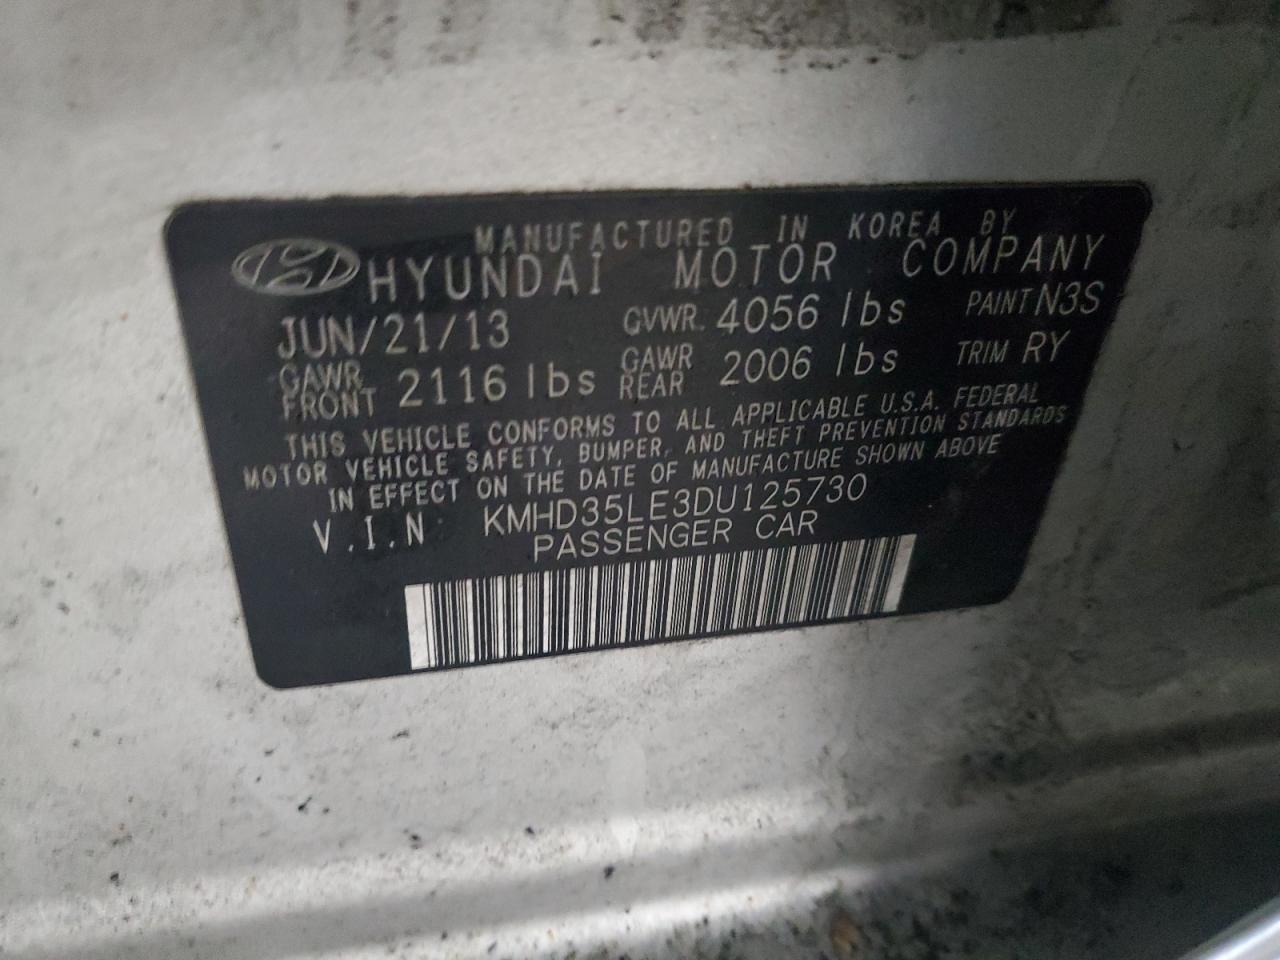 MANUFACTURED IN KOREA BY
HYUNDAI MOTOR COMPANY
JUN/21/13 GVWR. 4056 lbs PAINT N3S
GAWR FRONT 2116 lbs GAWR REAR 2006 lbs TRIM RY
THIS VEHICLE CONFORMS TO ALL APPLICABLE U.S.A. FEDERAL
MOTOR VEHICLE SAFETY, BUMPER, AND THEFT PREVENTION STANDARDS
IN EFFECT ON THE DATE OF MANUFACTURE SHOWN ABOVE
V.I.N KMHD35LE3DU125730
PASSENGER CAR